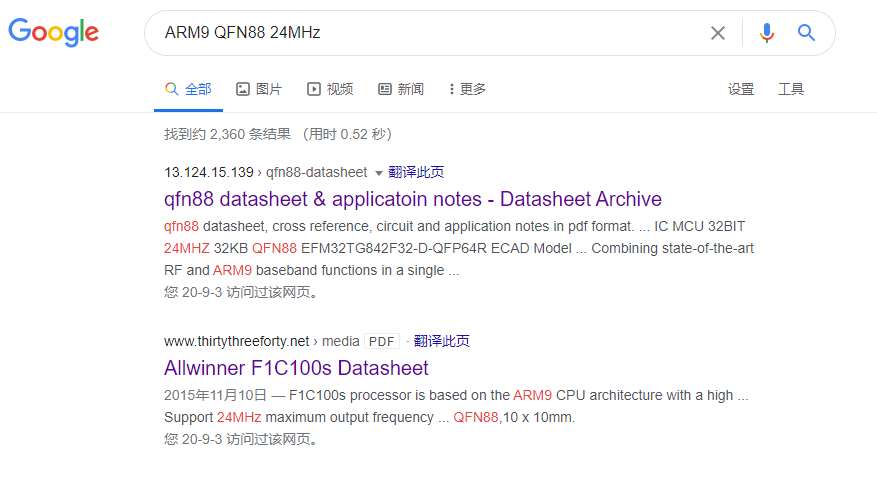 Google
ARM9 QFN88 24MHz
全部 图片 视频 新闻 更多 设置 工具
找到约 2,360 条结果 （用时 0.52 秒）
13.124.15.139 › qfn88-datasheet 翻译此页
qfn88 datasheet & applicatoin notes - Datasheet Archive
qfn88 datasheet, cross reference, circuit and application notes in pdf format. ... IC MCU 32BIT
24MHZ 32KB QFN88 EFM32TG842F32-D-QFP64R ECAD Model ... Combining state-of-the-art
RF and ARM9 baseband functions in a single ...
您 20-9-3 访问过该网页。
www.thirtythreeforty.net › media PDF · 翻译此页
Allwinner F1C100s Datasheet
2015年11月10日 — F1C100s processor is based on the ARM9 CPU architecture with a high ...
Support 24MHz maximum output frequency ... QFN88,10 x 10mm.
您 20-9-3 访问过该网页。